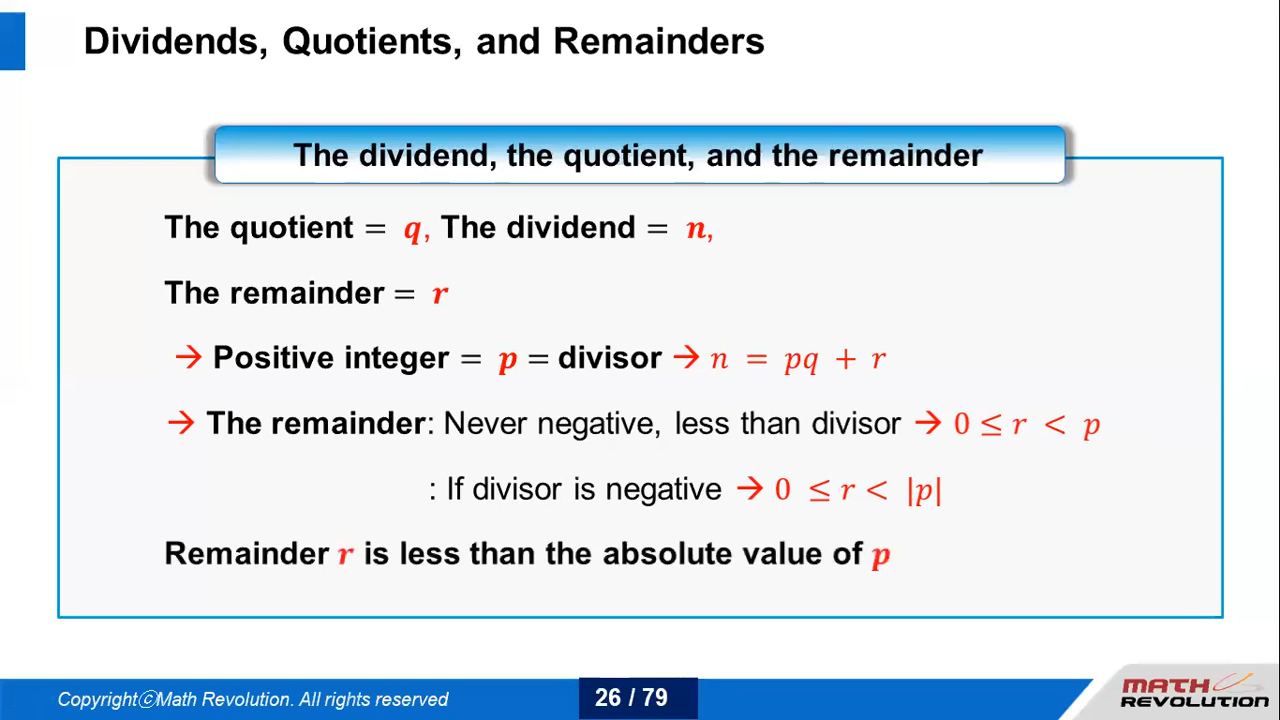 Dividends, Quotients, and Remainders
The dividend, the quotient, and the remainder
The quotient = q, The dividend = n,
The remainder = r
→ Positive integer = p = divisor → n = pq + r
→ The remainder: Never negative, less than divisor → 0 ≤ r < p
: If divisor is negative → 0 ≤ r < |p|
Remainder r is less than the absolute value of p
Copyrightⓒ Math Revolution. All rights reserved
26 / 79
MATH
REVOLUTION